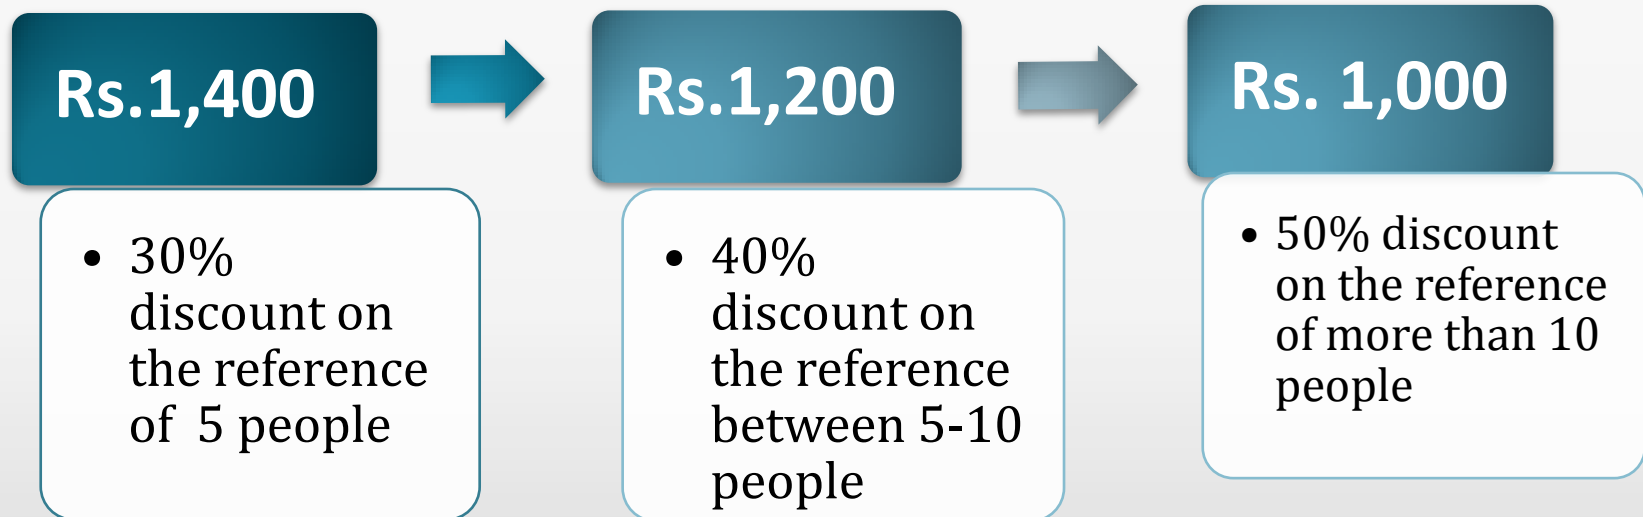 Rs.1,400
• 30%
discount on
the reference
of 5 people
Rs.1,200
• 40%
discount on
the reference
between 5-10
people
Rs. 1,000
• 50% discount
on the reference
of more than 10
people